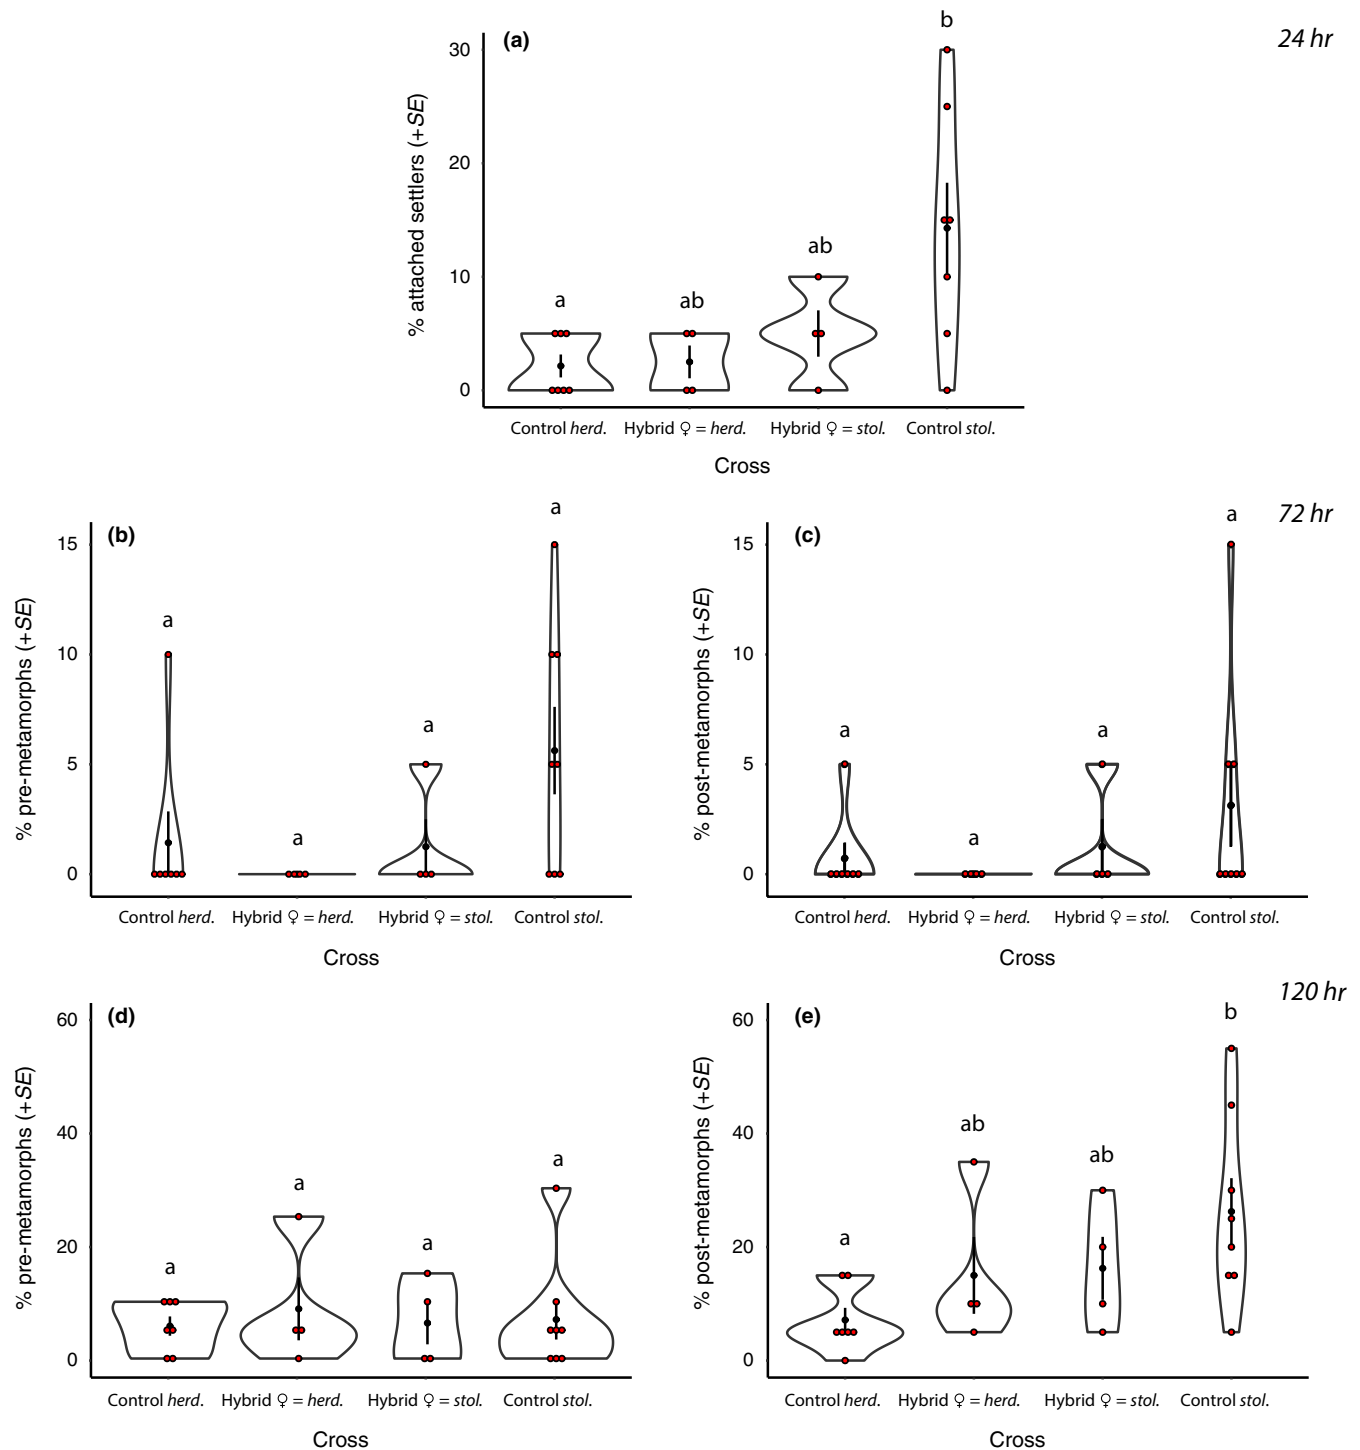 24 hr
(a)
b
30
20
10
0
% attached settlers (+SE)
a
ab
ab
Control herd.
Hybrid ♀ = herd.
Hybrid ♀ = stol.
Control stol.
Cross
72 hr
(b)
a
15
10
5
0
% pre-metamorphs (+SE)
a
a
a
Control herd.
Hybrid ♀ = herd.
Hybrid ♀ = stol.
Control stol.
Cross
(c)
a
15
10
5
0
% post-metamorphs (+SE)
a
a
a
Control herd.
Hybrid ♀ = herd.
Hybrid ♀ = stol.
Control stol.
Cross
120 hr
(d)
60
40
20
0
% pre-metamorphs (+SE)
a
a
a
a
Control herd.
Hybrid ♀ = herd.
Hybrid ♀ = stol.
Control stol.
Cross
(e)
b
60
40
20
0
% post-metamorphs (+SE)
a
ab
ab
Control herd.
Hybrid ♀ = herd.
Hybrid ♀ = stol.
Control stol.
Cross